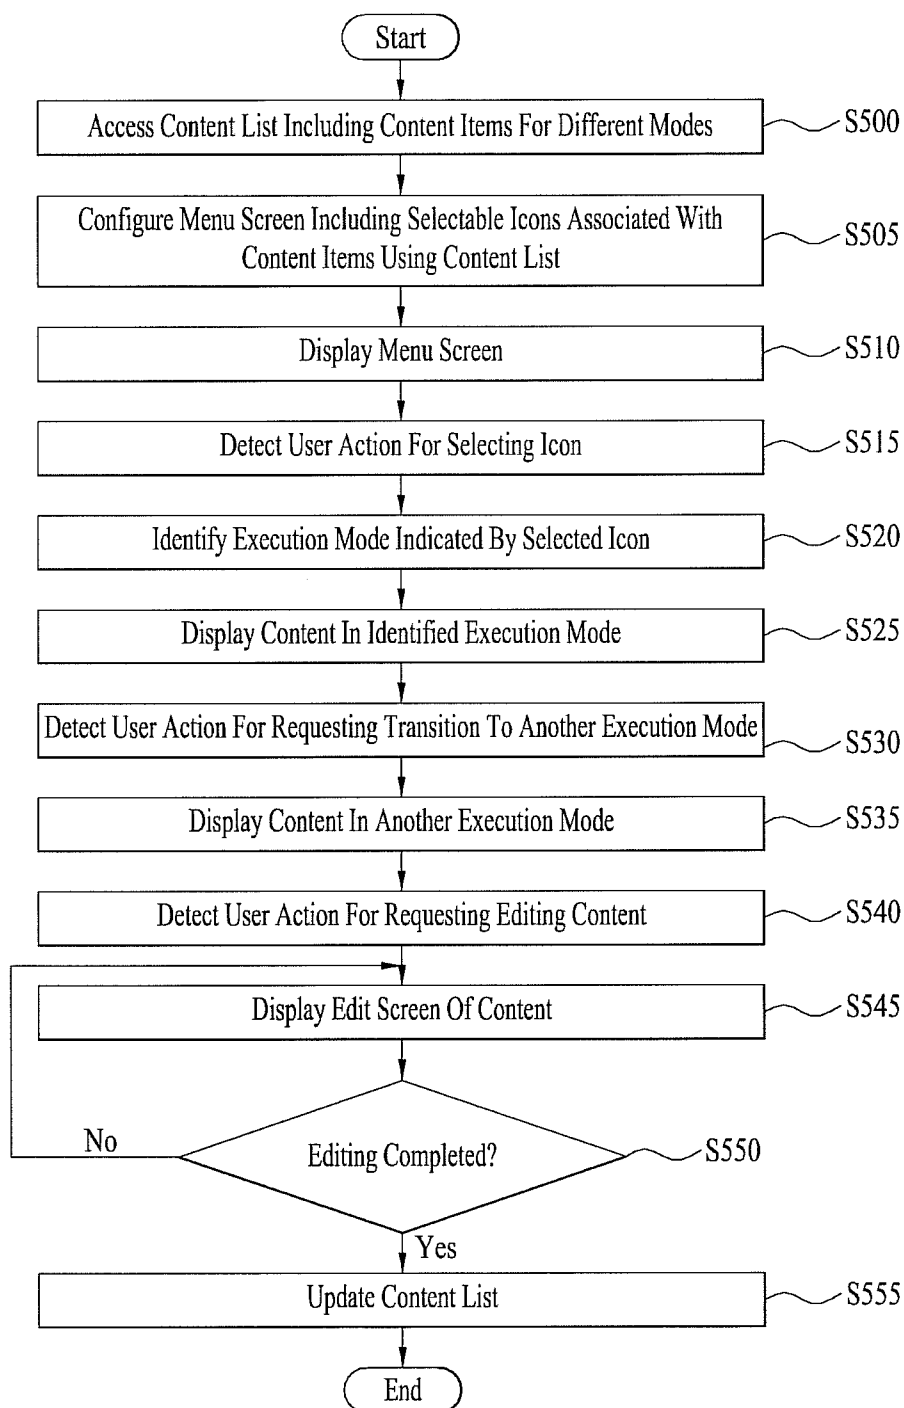 Start
Access Content List Including Content Items For Different Modes
S500
Configure Menu Screen Including Selectable Icons Associated With
Content Items Using Content List
S505
Display Menu Screen
S510
Detect User Action For Selecting Icon
S515
Identify Execution Mode Indicated By Selected Icon
S520
Display Content In Identified Execution Mode
S525
Detect User Action For Requesting Transition To Another Execution Mode
S530
Display Content In Another Execution Mode
S535
Detect User Action For Requesting Editing Content
S540
Display Edit Screen Of Content
S545
No
Editing Completed?
S550
Yes
Update Content List
S555
End